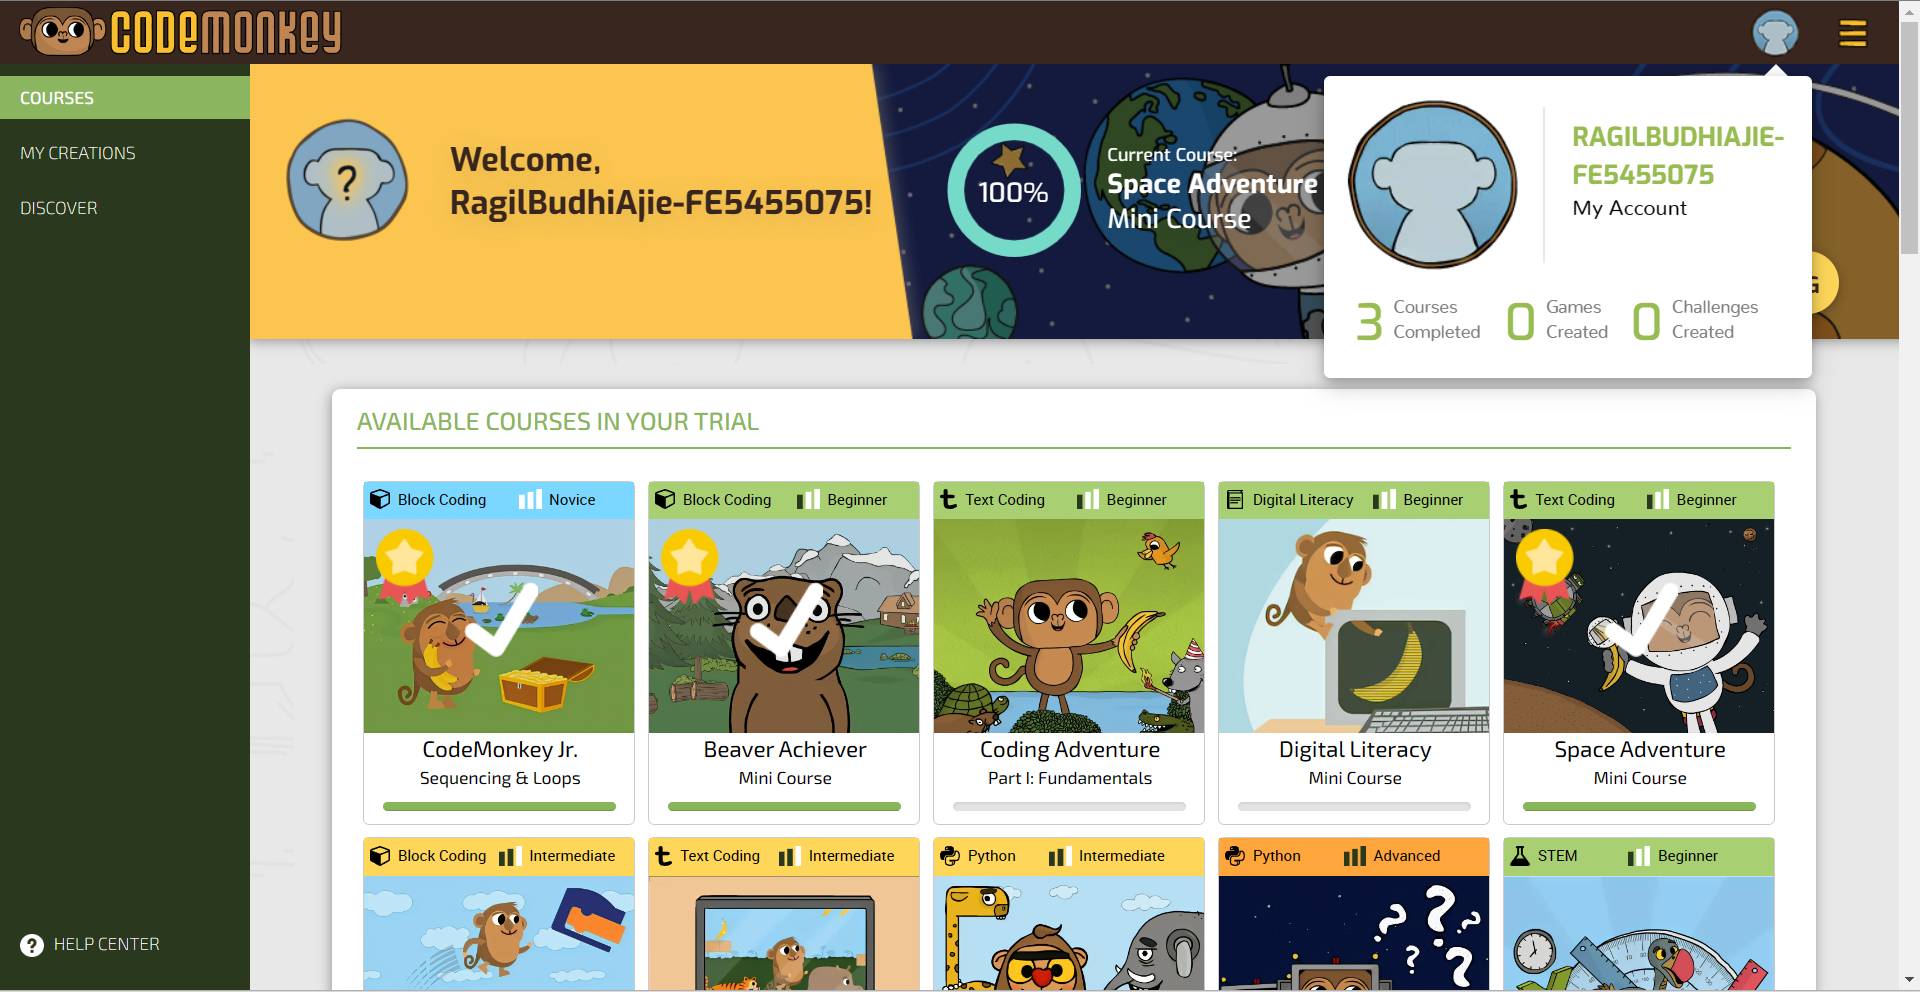 CODEMONKEY
COURSES
MY CREATIONS
DISCOVER
HELP CENTER
Welcome,
RagilBudhiAjie-FE5455075!
100%
Current Course:
Space Adventure
Mini Course
RAGILBUDHIAJIE-
FE5455075
My Account
3 Courses Completed
0 Games Created
0 Challenges Created
AVAILABLE COURSES IN YOUR TRIAL
Block Coding Novice
CodeMonkey Jr.
Sequencing & Loops
Block Coding Beginner
Beaver Achiever
Mini Course
Text Coding Beginner
Coding Adventure
Part I: Fundamentals
Digital Literacy Beginner
Digital Literacy
Mini Course
Text Coding Beginner
Space Adventure
Mini Course
Block Coding Intermediate
Text Coding Intermediate
Python Intermediate
Python Advanced
STEM Beginner